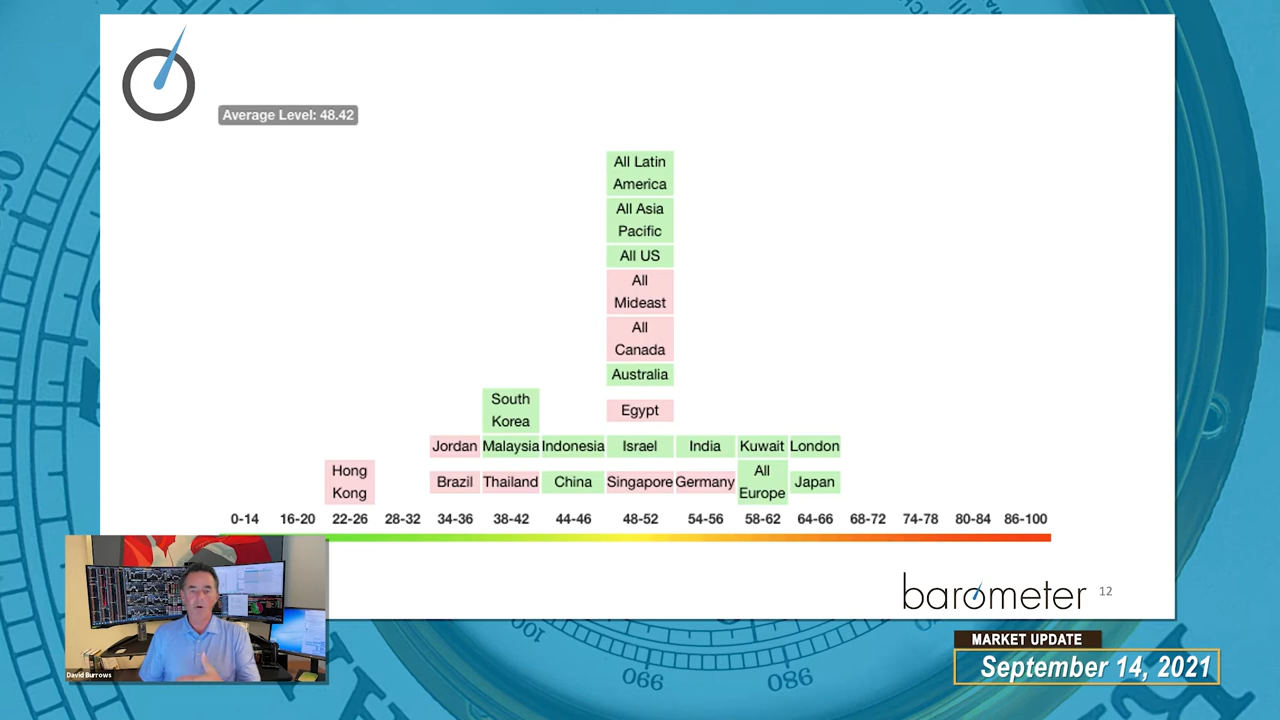 Average Level: 48.42
All Latin
America
All Asia
Pacific
All US
All
Mideast
All
Canada
Australia
South
Korea
Egypt
Jordan Malaysia Indonesia Israel India Kuwait London
Hong
Kong
Brazil Thailand China Singapore Germany
All
Europe
Japan
0-14 16-20 22-26 28-32 34-36 38-42 44-46 48-52 54-56 58-62 64-66 68-72 74-78 80-84 86-100
barometer 12
MARKET UPDATE
September 14, 2021
David Burrows
100 990 980